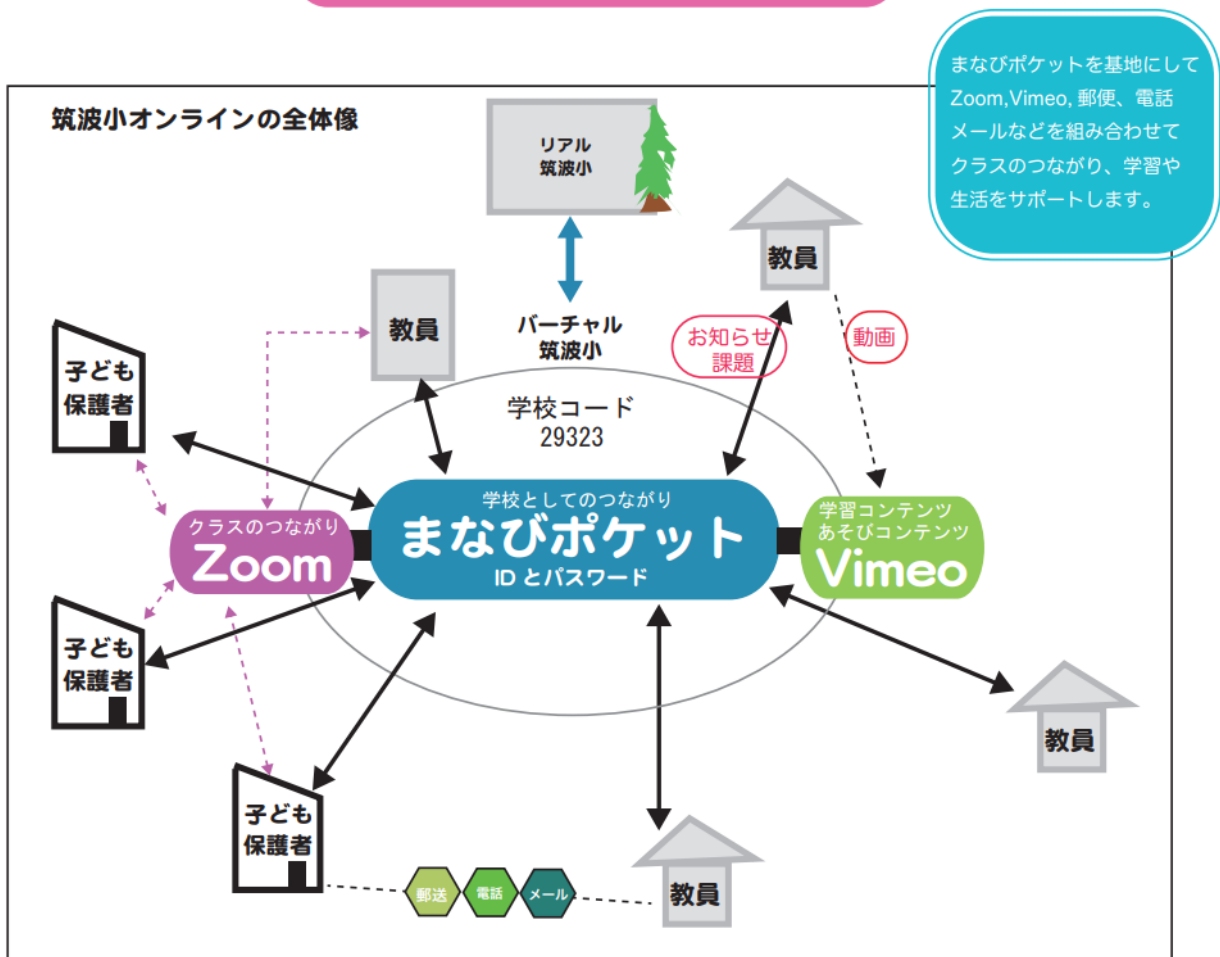 まなびポケットを基地にして
Zoom,Vimeo, 郵便、電話
メールなどを組み合わせて
クラスのつながり、学習や
生活をサポートします。
筑波小オンラインの全体像
リアル
筑波小
教員
教員
バーチャル
筑波小
お知らせ
課題
動画
子ども
保護者
学校コード
29323
クラスのつながり
Zoom
学校としてのつながり
まなびポケット
ID とパスワード
学習コンテンツ
あそびコンテンツ
Vimeo
子ども
保護者
教員
子ども
保護者
郵送
電話
メール
教員